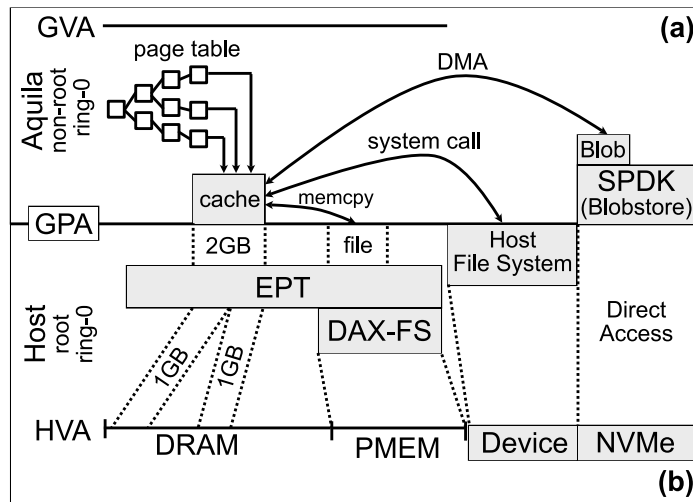 GVA
(a)
page table
DMA
Aquila
non-root
ring-0
system call
Blob
cache
memcpy
SPDK
(Blobstore)
GPA
2GB
file
Host
File System
EPT
Host
root
ring-0
DAX-FS
Direct
Access
1GB
1GB
HVA
DRAM
PMEM
Device
NVMe
(b)